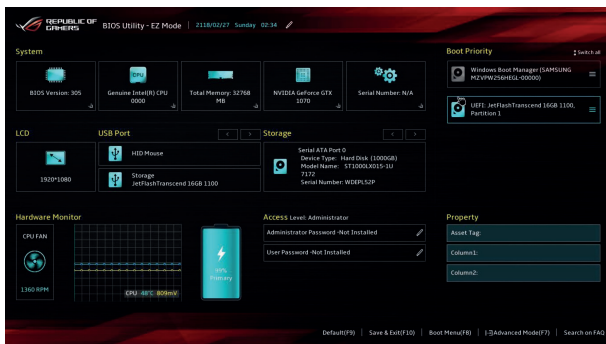 REPUBLIC OF
GAMERS
BIOS Utility - EZ Mode
2118/02/27 Sunday 02:34
System
BIOS Version: 305
CPU
Genuine Intel(R) CPU
0000
Total Memory: 32768
MB
NVIDIA GeForce GTX
1070
Serial Number: N/A
Boot Priority
Switch all
Windows Boot Manager (SAMSUNG
MZVPW256HEGL-00000)
UEFI: JetFlashTranscend 16GB 1100,
Partition 1
LCD
1920*1080
USB Port
< >
HID Mouse
Storage
JetFlashTranscend 16GB 1100
Storage
< >
Serial ATA Port 0
Device Type: Hard Disk (1000GB)
Model Name: ST1000LX015-1U
7172
Serial Number: WDEPLS2P
Hardware Monitor
CPU FAN
1360 RPM
CPU 48°C 809mV
99%
Primary
Access Level: Administrator
Administrator Password -Not Installed
User Password -Not Installed
Property
Asset Tag:
Column1:
Column2:
Default(F9) | Save & Exit(F10) | Boot Menu(F8) | Advanced Mode(F7) | Search on FAQ